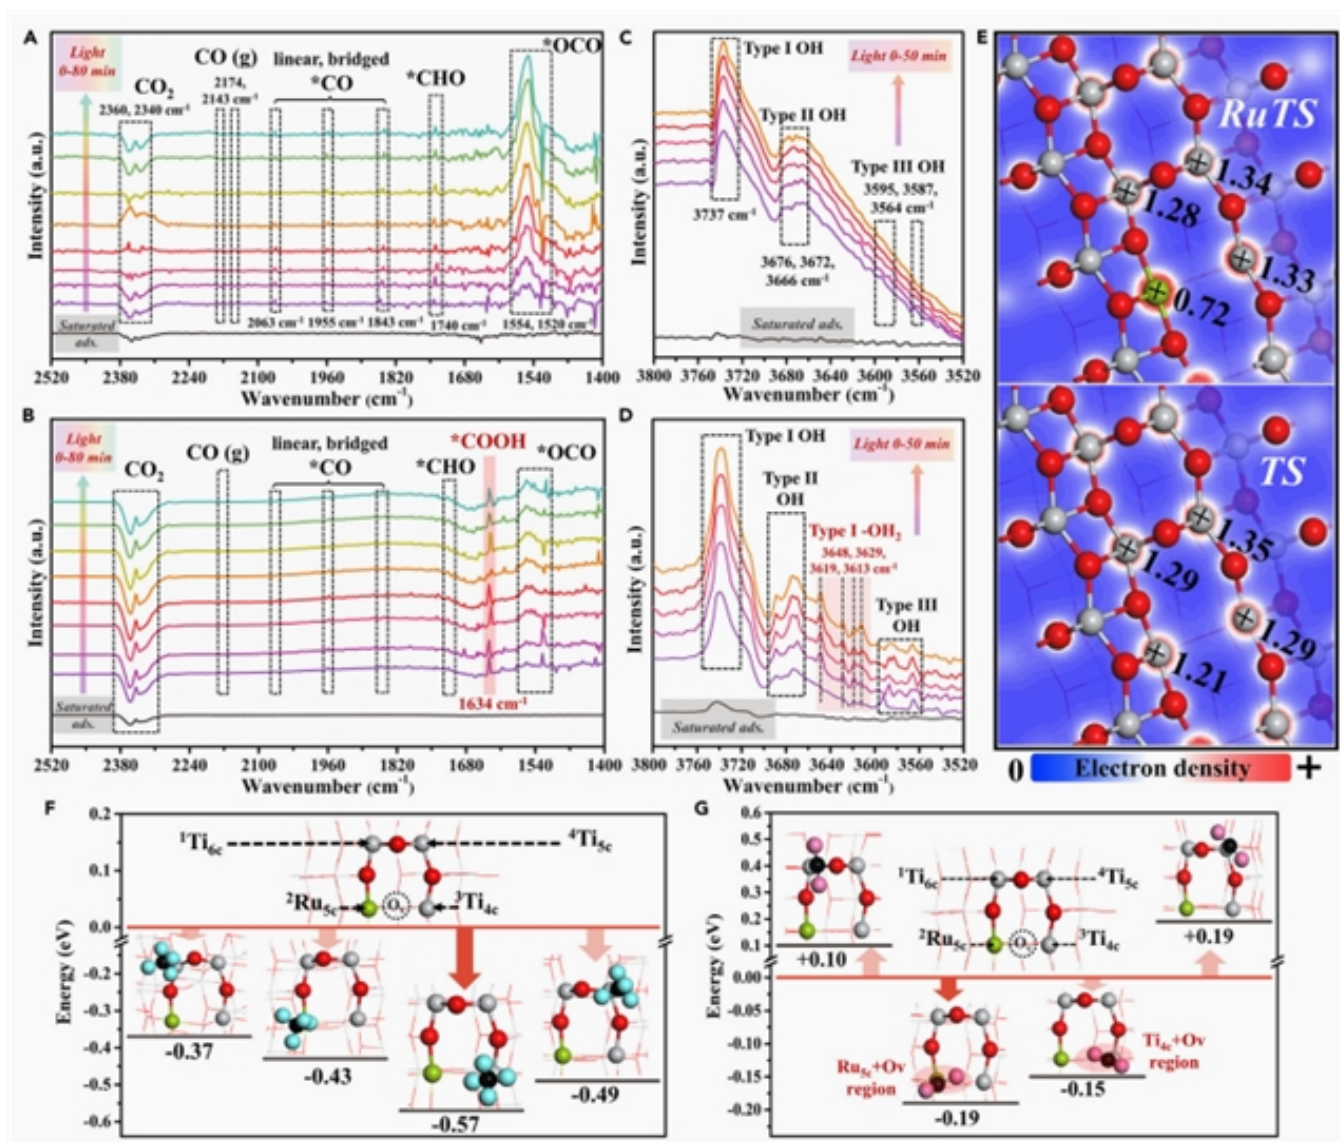 A
Light
0-80 min
CO₂
2360, 2340 cm⁻¹
CO (g)
2174,
2143 cm⁻¹
linear, bridged
*CO
*CHO
*OCO
Intensity (a.u.)
Saturated
ads.
2063 cm⁻¹ 1955 cm⁻¹ 1843 cm⁻¹ 1740 cm⁻¹ 1554, 1520 cm⁻¹
2520 2380 2240 2100 1960 1820 1680 1540 1400
Wavenumber (cm⁻¹)
B
Light
0-80 min
CO₂
CO (g)
linear, bridged
*CO
*CHO
*COOH
*OCO
Intensity (a.u.)
Saturated
ads.
1634 cm⁻¹
2520 2380 2240 2100 1960 1820 1680 1540 1400
Wavenumber (cm⁻¹)
C
Type I OH
Light 0-50 min
Type II OH
Type III OH
3595, 3587,
3564 cm⁻¹
3737 cm⁻¹
3676, 3672,
3666 cm⁻¹
Saturated ads.
Intensity (a.u.)
3800 3760 3720 3680 3640 3600 3560 3520
Wavenumber (cm⁻¹)
D
Type I OH
Light 0-50 min
Type II
OH
Type I -OH₂
3648, 3629,
3619, 3613 cm⁻¹
Type III
OH
Saturated ads.
Intensity (a.u.)
3800 3760 3720 3680 3640 3600 3560 3520
Wavenumber (cm⁻¹)
E
RuTS
1.34
1.28
1.33
0.72
TS
1.35
1.29
1.29
1.21
0 Electron density +
F
0.2
0.1
0.0
-0.2
-0.3
-0.4
-0.5
-0.6
Energy (eV)
¹Ti₆c
⁴Ti₅c
²Ru₅c
Oᵥ
³Ti₄c
-0.37
-0.43
-0.57
-0.49
G
0.6
0.5
0.4
0.3
0.2
0.1
0.00
-0.05
-0.10
-0.15
-0.20
Energy (eV)
¹Ti₆c
⁴Ti₅c
²Ru₅c
Oᵥ
³Ti₄c
+0.10
+0.19
Ru₅c+Ov
region
Ti₄c+Ov
region
-0.19
-0.15